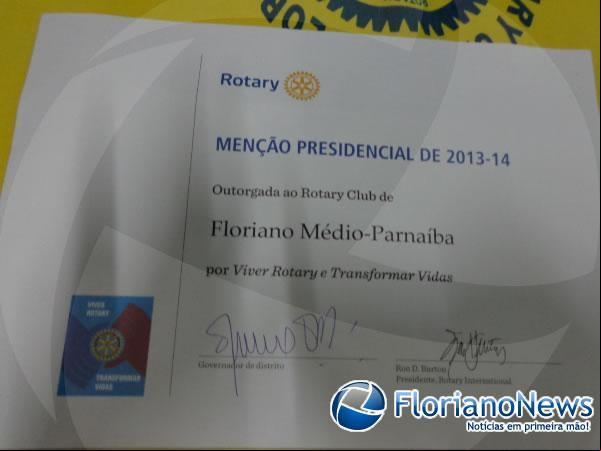 Rotary
MENÇÃO PRESIDENCIAL DE 2013-14
Outorgada ao Rotary Club de
Floriano Médio-Parnaíba
por Viver Rotary e Transformar Vidas
VIVER
ROTARY
TRANSFORMAR
VIDAS
Governador de distrito
Ron D. Burton
Presidente, Rotary International
FlorianoNews
Notícias em primeira mão!